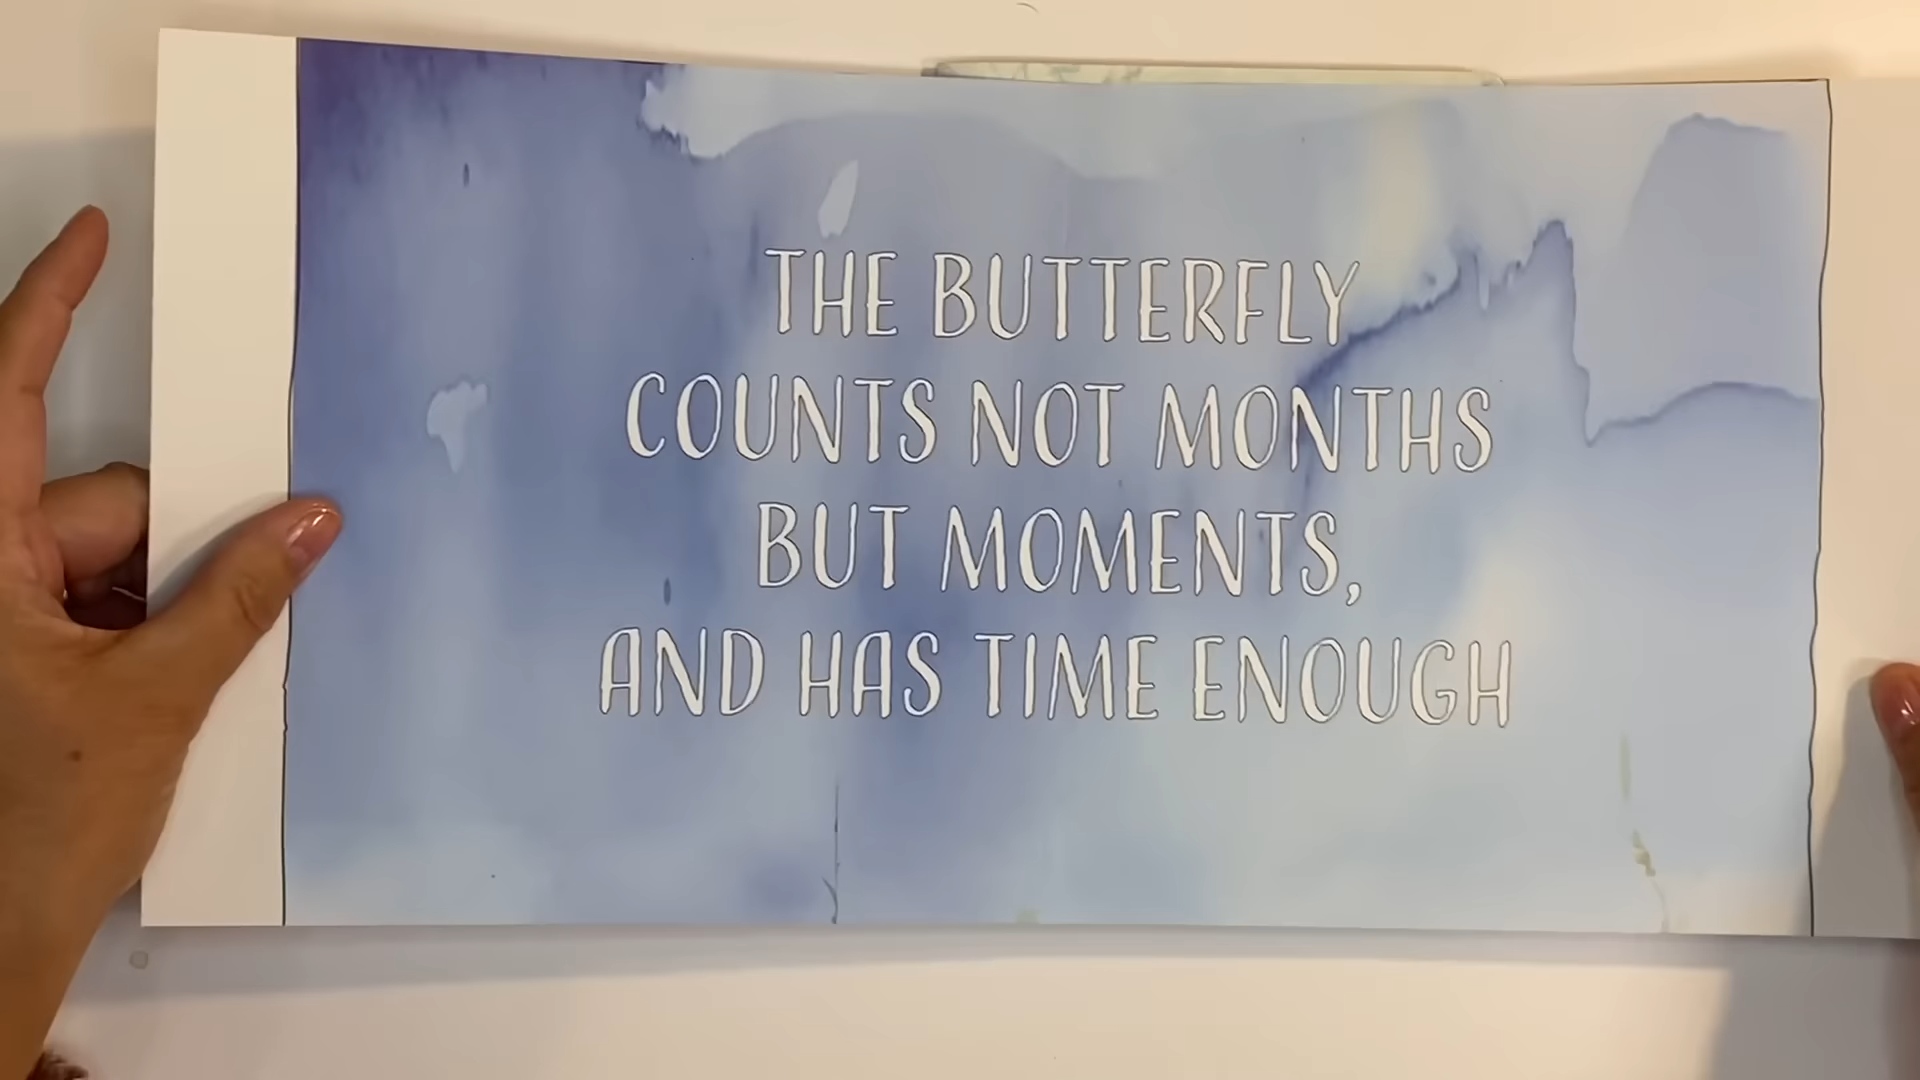 THE BUTTERFLY
COUNTS NOT MONTHS
BUT MOMENTS,
AND HAS TIME ENOUGH